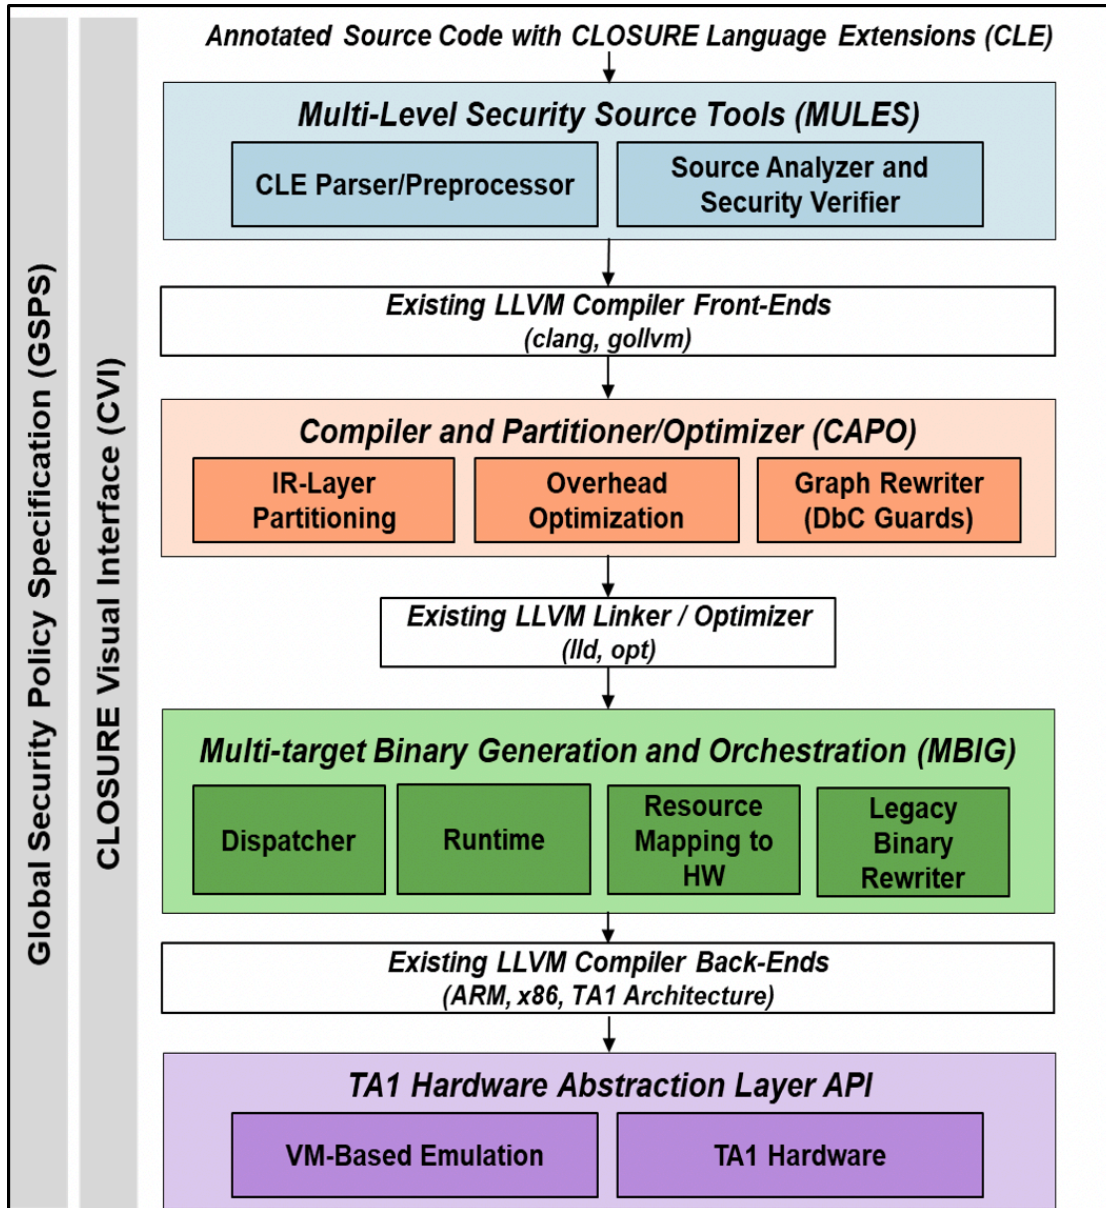 Annotated Source Code with CLOSURE Language Extensions (CLE)
Multi-Level Security Source Tools (MULES)
CLE Parser/Preprocessor
Source Analyzer and
Security Verifier
Existing LLVM Compiler Front-Ends
(clang, gollvm)
Compiler and Partitioner/Optimizer (CAPO)
IR-Layer
Partitioning
Overhead
Optimization
Graph Rewriter
(DbC Guards)
Existing LLVM Linker / Optimizer
(lld, opt)
Multi-target Binary Generation and Orchestration (MBIG)
Dispatcher
Runtime
Resource
Mapping to
HW
Legacy
Binary
Rewriter
Existing LLVM Compiler Back-Ends
(ARM, x86, TA1 Architecture)
TA1 Hardware Abstraction Layer API
VM-Based Emulation
TA1 Hardware
Global Security Policy Specification (GSPS)
CLOSURE Visual Interface (CVI)